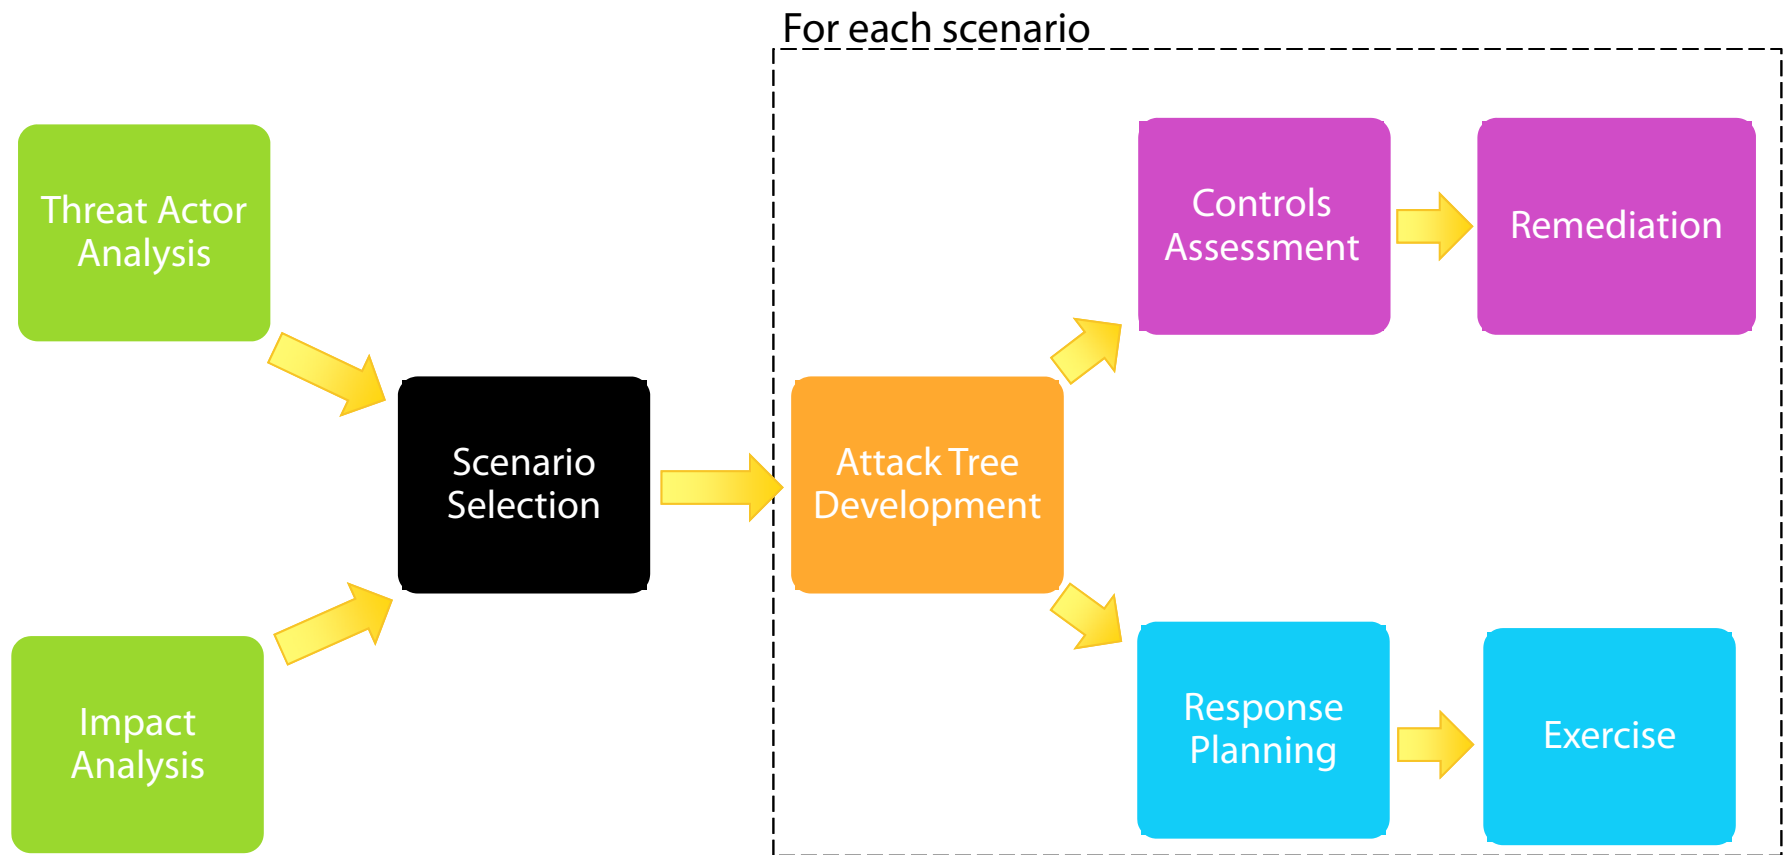 For each scenario
Threat Actor
Analysis
Impact
Analysis
Scenario
Selection
Attack Tree
Development
Controls
Assessment
Remediation
Response
Planning
Exercise